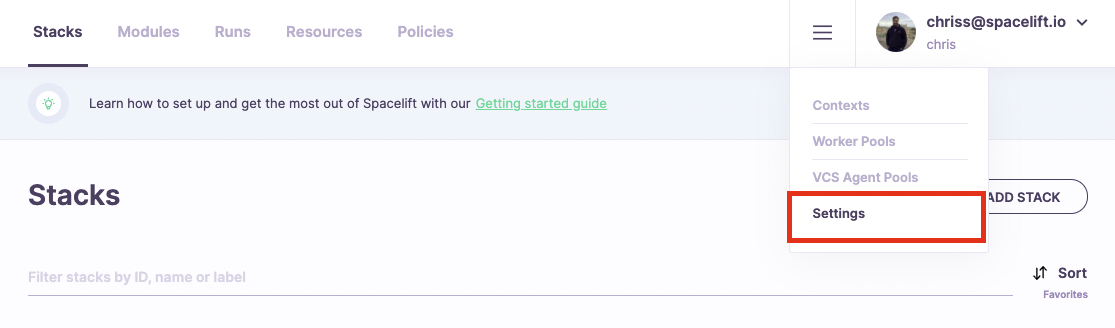 Stacks Modules Runs Resources Policies
chriss@spacelift.io
chris
Learn how to set up and get the most out of Spacelift with our Getting started guide
Contexts
Worker Pools
VCS Agent Pools
Settings
Stacks
ADD STACK
Filter stacks by ID, name or label
Sort
Favorites